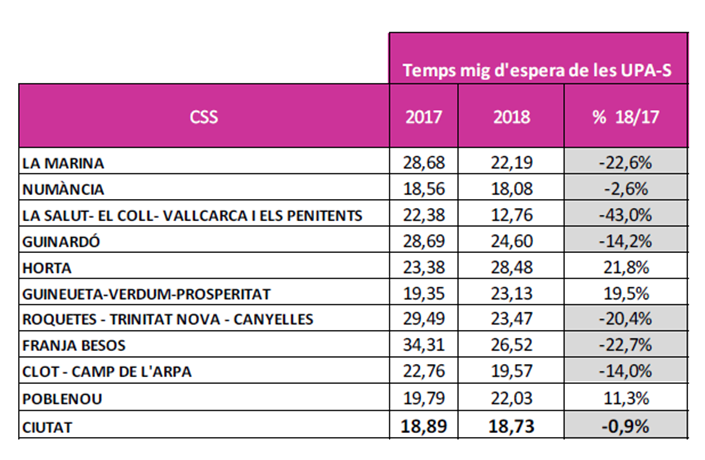 Temps mig d'espera de les UPA-S
CSS 2017 2018 % 18/17
LA MARINA 28,68 22,19 -22,6%
NUMÀNCIA 18,56 18,08 -2,6%
LA SALUT- EL COLL- VALLCARCA I ELS PENITENTS 22,38 12,76 -43,0%
GUINARDÓ 28,69 24,60 -14,2%
HORTA 23,38 28,48 21,8%
GUINEUETA-VERDUM-PROSPERITAT 19,35 23,13 19,5%
ROQUETES - TRINITAT NOVA - CANYELLES 29,49 23,47 -20,4%
FRANJA BESOS 34,31 26,52 -22,7%
CLOT - CAMP DE L'ARPA 22,76 19,57 -14,0%
POBLENOU 19,79 22,03 11,3%
CIUTAT 18,89 18,73 -0,9%